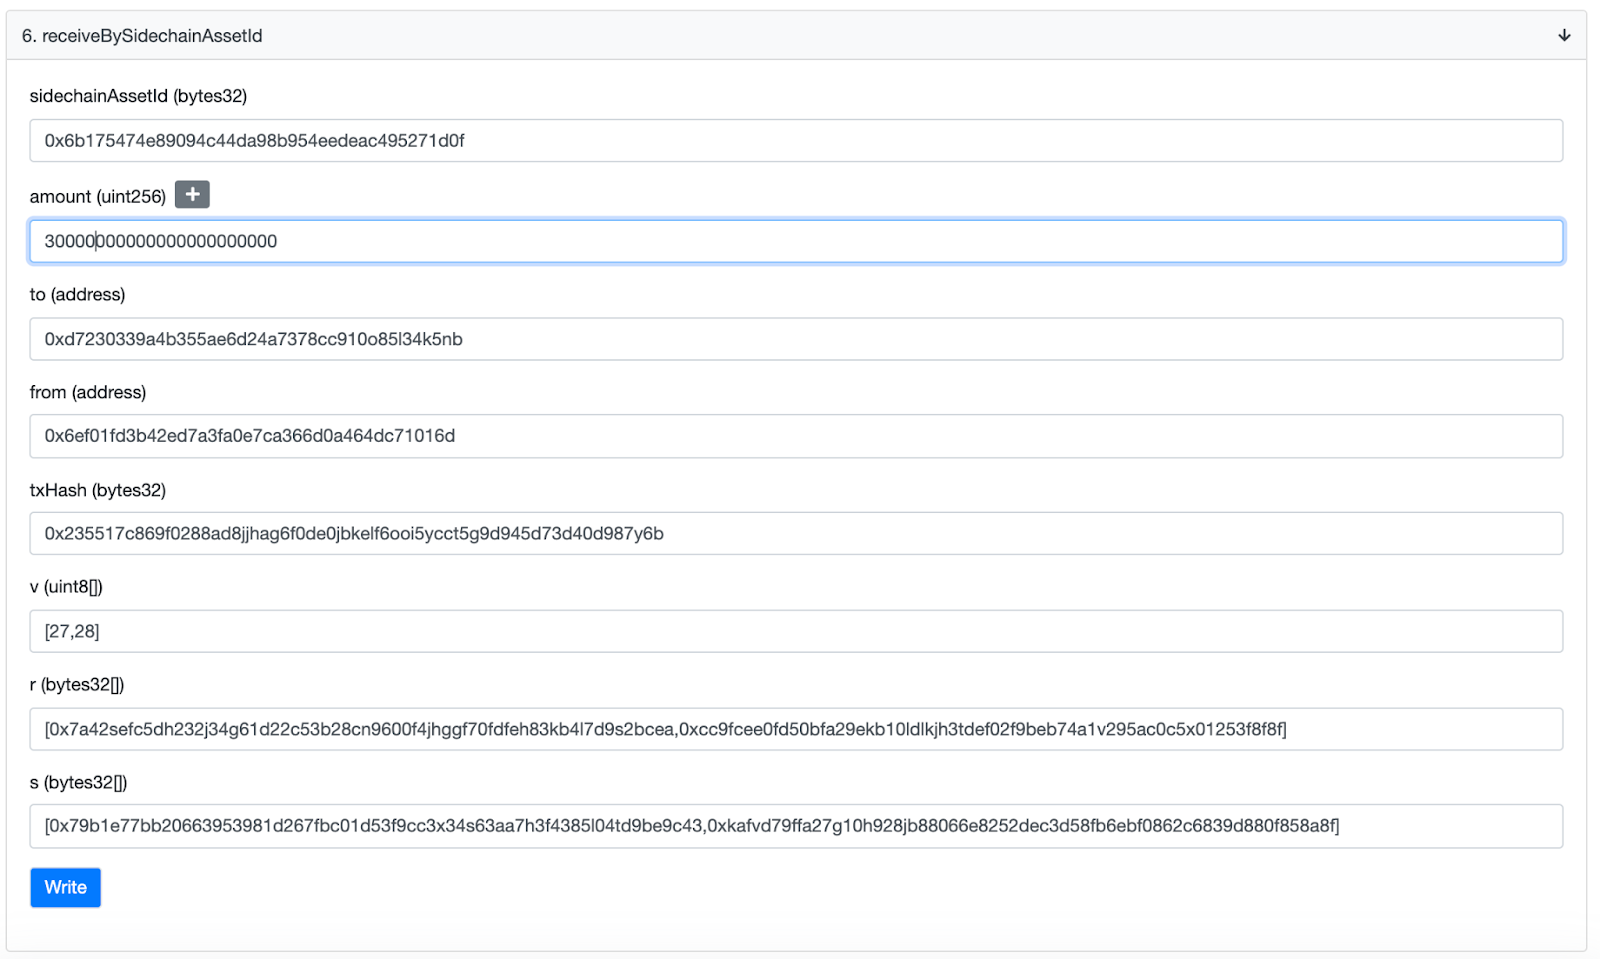 6. receiveBySidechainAssetId
sidechainAssetId (bytes32)
0x6b175474e89094c44da98b954eedeac495271d0f
amount (uint256)
30000000000000000000000
to (address)
0xd7230339a4b355ae6d24a7378cc910o85l34k5nb
from (address)
0x6ef01fd3b42ed7a3fa0e7ca366d0a464dc71016d
txHash (bytes32)
0x235517c869f0288ad8jjhag6f0de0jbkelf6ooi5ycct5g9d945d73d40d987y6b
v (uint8[])
[27,28]
r (bytes32[])
[0x7a42sefc5dh232j34g61d22c53b28cn9600f4jhggf70fdfeh83kb4l7d9s2bcea,0xcc9fcee0fd50bfa29ekb10ldlkjh3tdef02f9beb74a1v295ac0c5x01253f8f8f]
s (bytes32[])
[0x79b1e77bb20663953981d267fbc01d53f9cc3x34s63aa7h3f4385l04td9be9c43,0xkafvd79ffa27g10h928jb88066e8252dec3d58fb6ebf0862c6839d880f858a8f]
Write